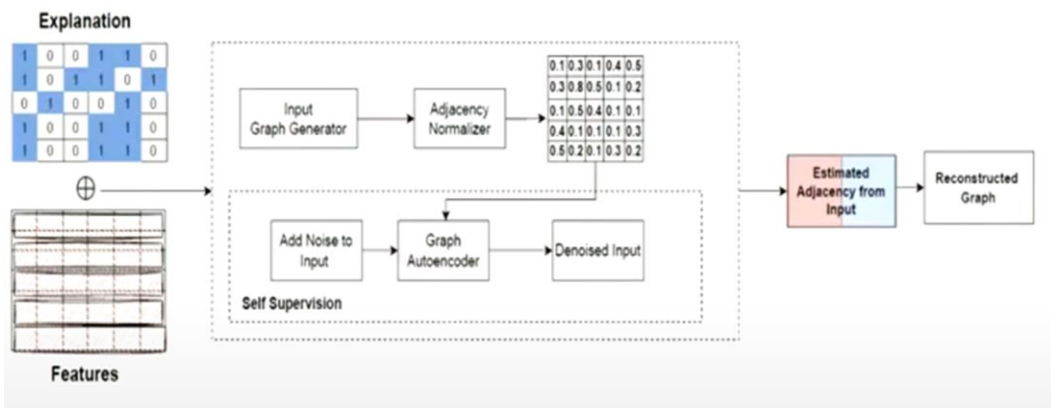 Explanation
1 0 0 1 1 0
1 0 1 1 0 1
0 1 0 0 1 0
1 0 0 1 1 0
1 0 0 1 1 0
Features
Input
Graph Generator
Adjacency
Normalizer
0.1 0.3 0.1 0.4 0.5
0.3 0.8 0.5 0.1 0.2
0.1 0.5 0.4 0.1 0.1
0.4 0.1 0.1 0.1 0.3
0.5 0.2 0.1 0.3 0.2
Add Noise to
Input
Graph
Autoencoder
Denoised Input
Self Supervision
Estimated
Adjacency from
Input
Reconstructed
Graph